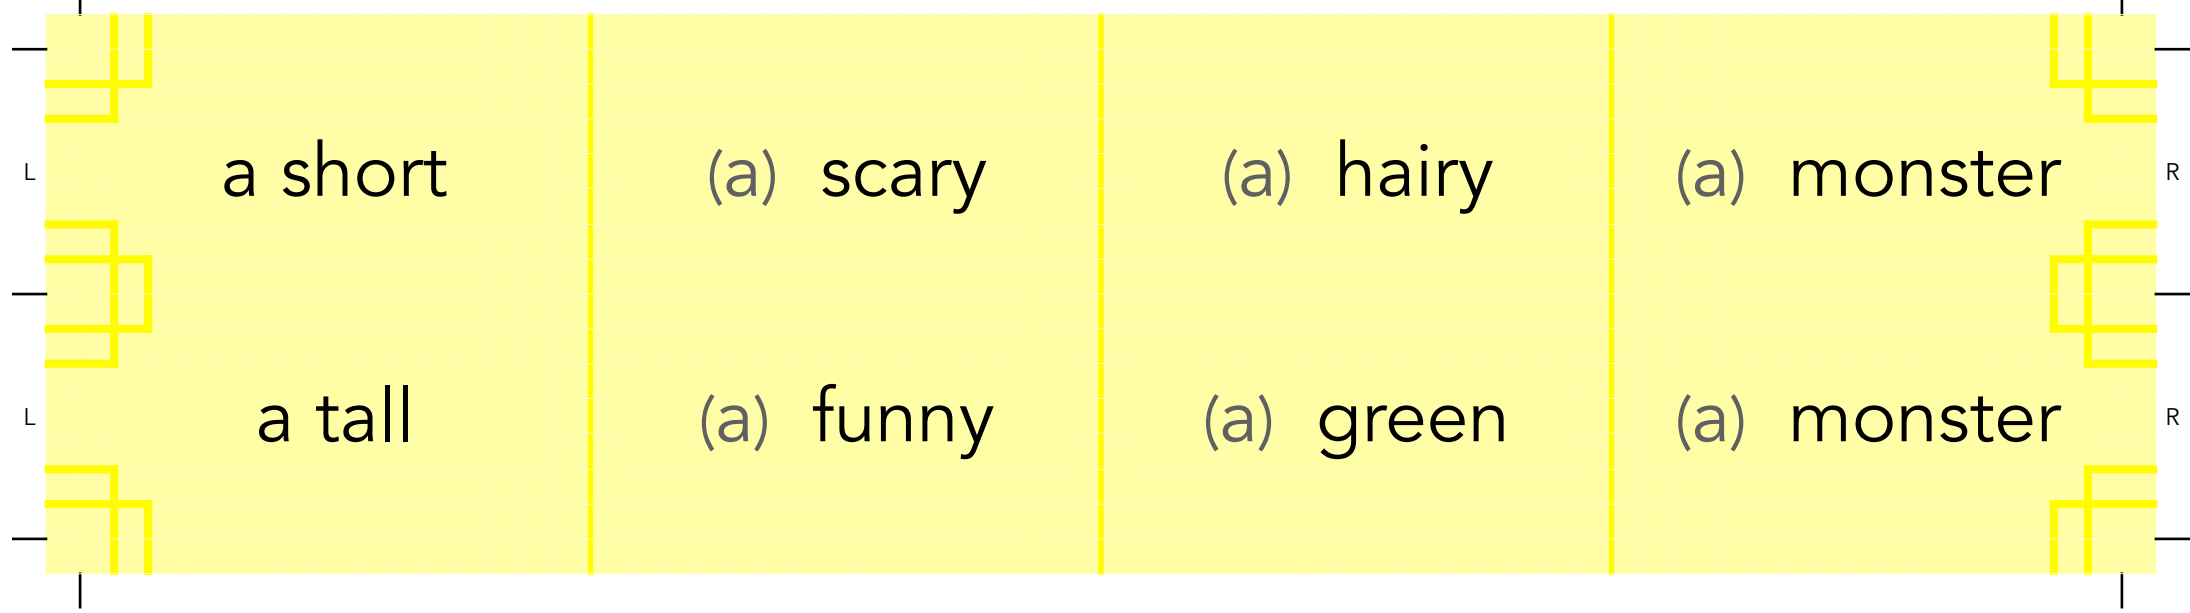 L a short (a) scary (a) hairy (a) monster R
L a tall (a) funny (a) green (a) monster R